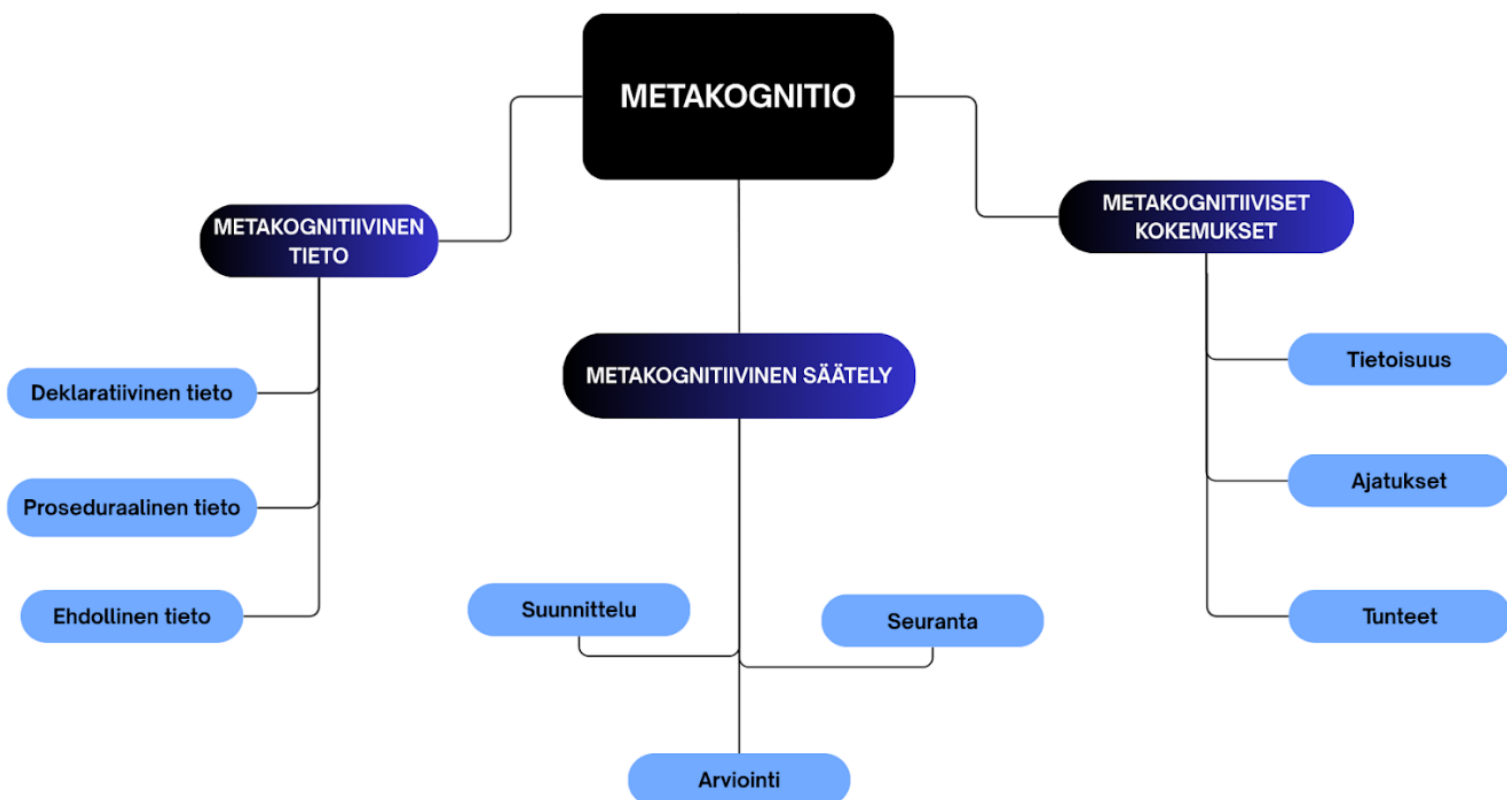 METAKOGNITIO
METAKOGNITIIVINEN
TIETO
Deklaratiivinen tieto
Proseduraalinen tieto
Ehdollinen tieto
METAKOGNITIIVINEN SÄÄTELY
Suunnittelu
Seuranta
Arviointi
METAKOGNITIIVISET
KOKEMUKSET
Tietoisuus
Ajatukset
Tunteet